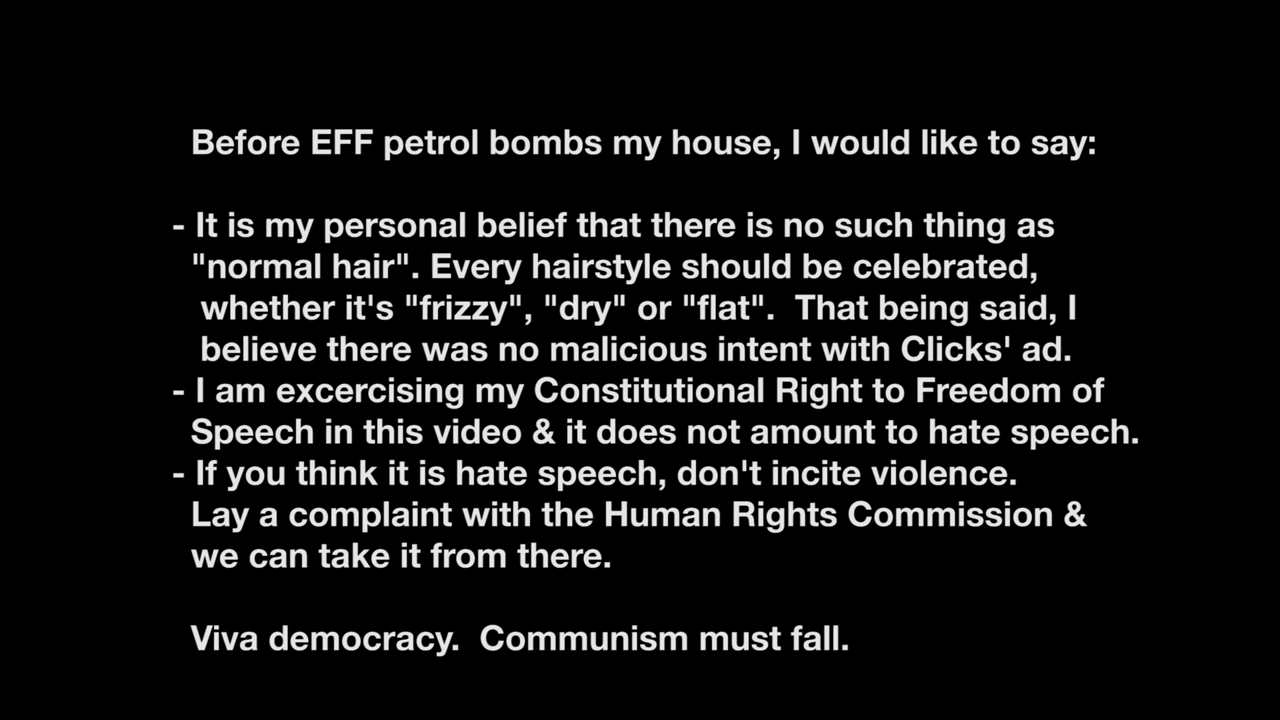 Before EFF petrol bombs my house, I would like to say:
- It is my personal belief that there is no such thing as
"normal hair". Every hairstyle should be celebrated,
whether it's "frizzy", "dry" or "flat".  That being said, I
believe there was no malicious intent with Clicks' ad.
- I am excercising my Constitutional Right to Freedom of
Speech in this video & it does not amount to hate speech.
- If you think it is hate speech, don't incite violence.
Lay a complaint with the Human Rights Commission &
we can take it from there.
Viva democracy.  Communism must fall.